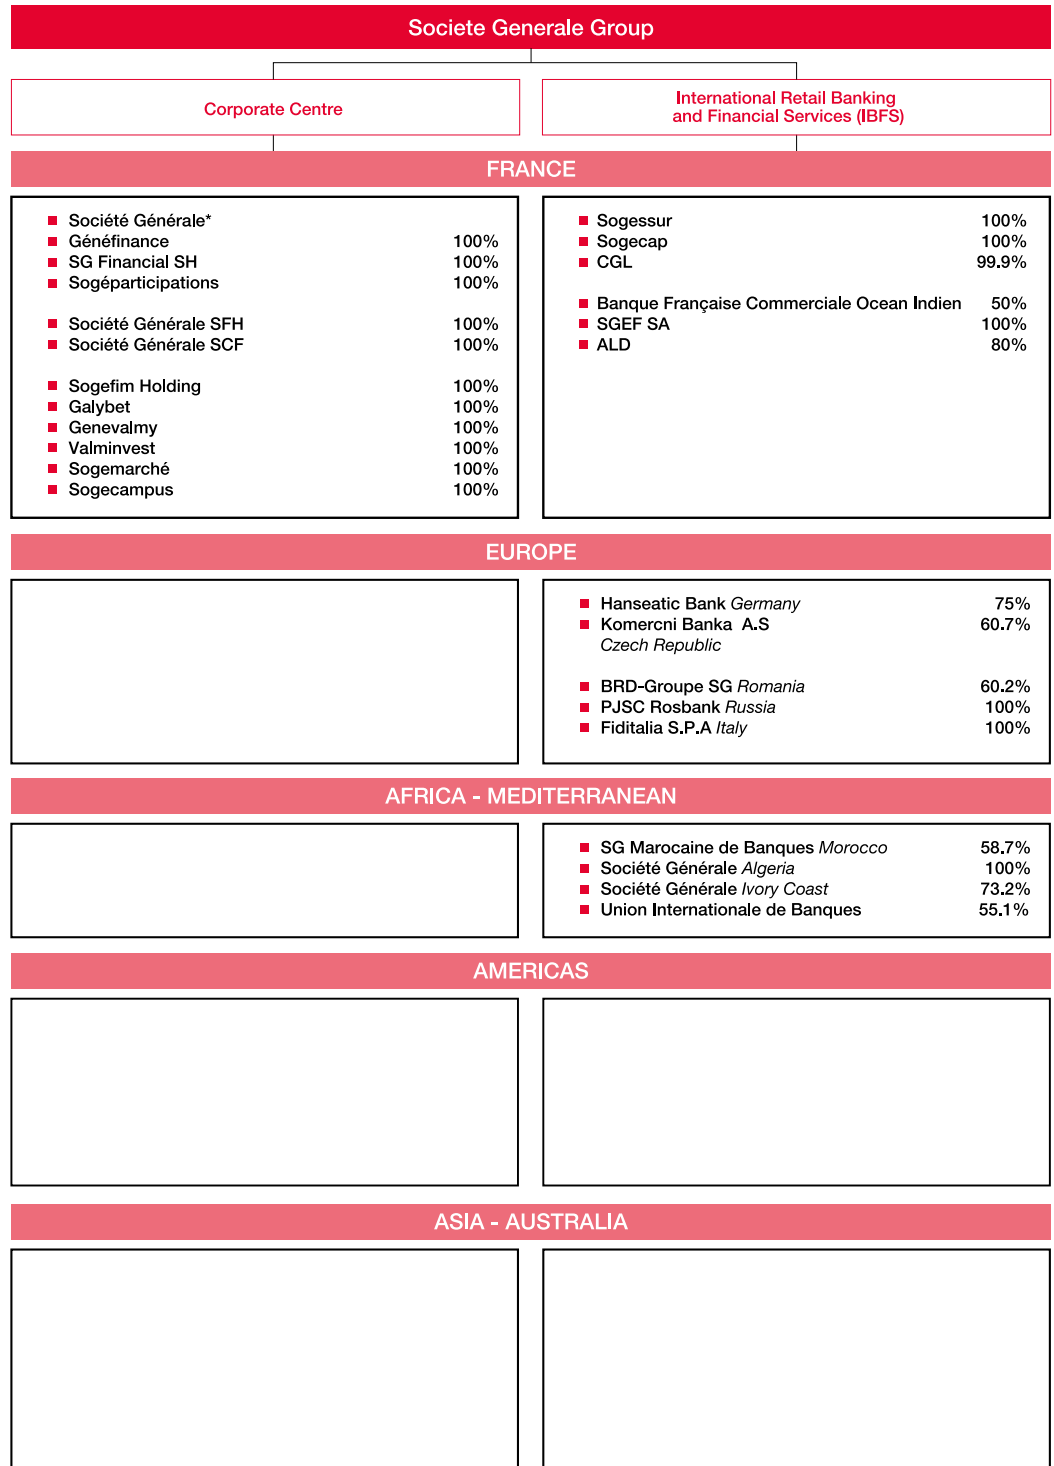 Societe Generale Group
Corporate Centre
International Retail Banking
and Financial Services (IBFS)
FRANCE
Société Générale*
Généfinance 100%
SG Financial SH 100%
Sogéparticipations 100%
Société Générale SFH 100%
Société Générale SCF 100%
Sogefim Holding 100%
Galybet 100%
Genevalmy 100%
Valminvest 100%
Sogemarché 100%
Sogecampus 100%
Sogessur 100%
Sogecap 100%
CGL 99.9%
Banque Française Commerciale Ocean Indien 50%
SGEF SA 100%
ALD 80%
EUROPE
Hanseatic Bank Germany 75%
Komercni Banka A.S 60.7%
Czech Republic
BRD-Groupe SG Romania 60.2%
PJSC Rosbank Russia 100%
Fiditalia S.P.A Italy 100%
AFRICA - MEDITERRANEAN
SG Marocaine de Banques Morocco 58.7%
Société Générale Algeria 100%
Société Générale Ivory Coast 73.2%
Union Internationale de Banques 55.1%
AMERICAS
ASIA - AUSTRALIA